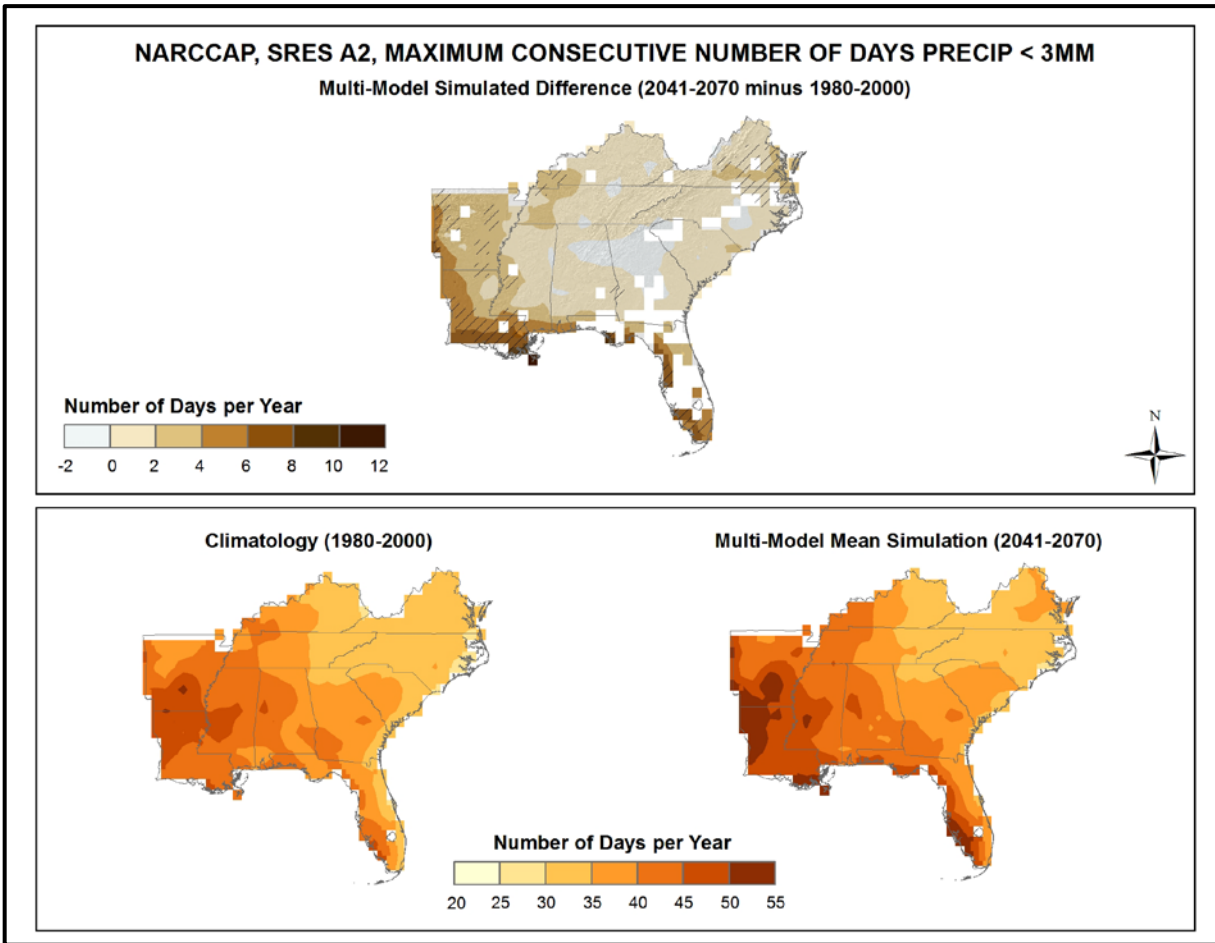 NARCCAP, SRES A2, MAXIMUM CONSECUTIVE NUMBER OF DAYS PRECIP < 3MM
Multi-Model Simulated Difference (2041-2070 minus 1980-2000)
Number of Days per Year
-2 0 2 4 6 8 10 12
N
Climatology (1980-2000)
Multi-Model Mean Simulation (2041-2070)
Number of Days per Year
20 25 30 35 40 45 50 55